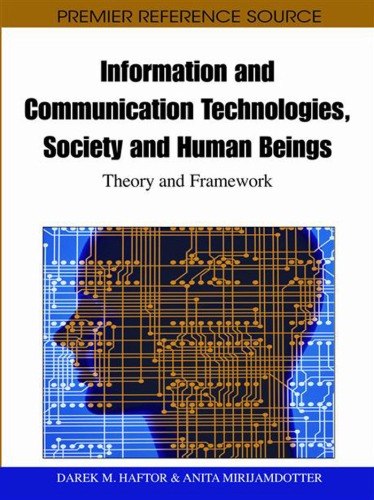 PREMIER REFERENCE SOURCE
Information and
Communication Technologies,
Society and Human Beings
Theory and Framework
DAREK M. HAFTOR & ANITA MIRIJAMDOTTER